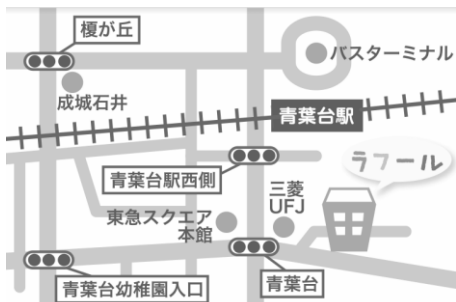 榎が丘
バスターミナル
成城石井
青葉台駅
ラフール
青葉台駅西側
三菱
UFJ
東急スクエア
本館
青葉台幼稚園入口
青葉台